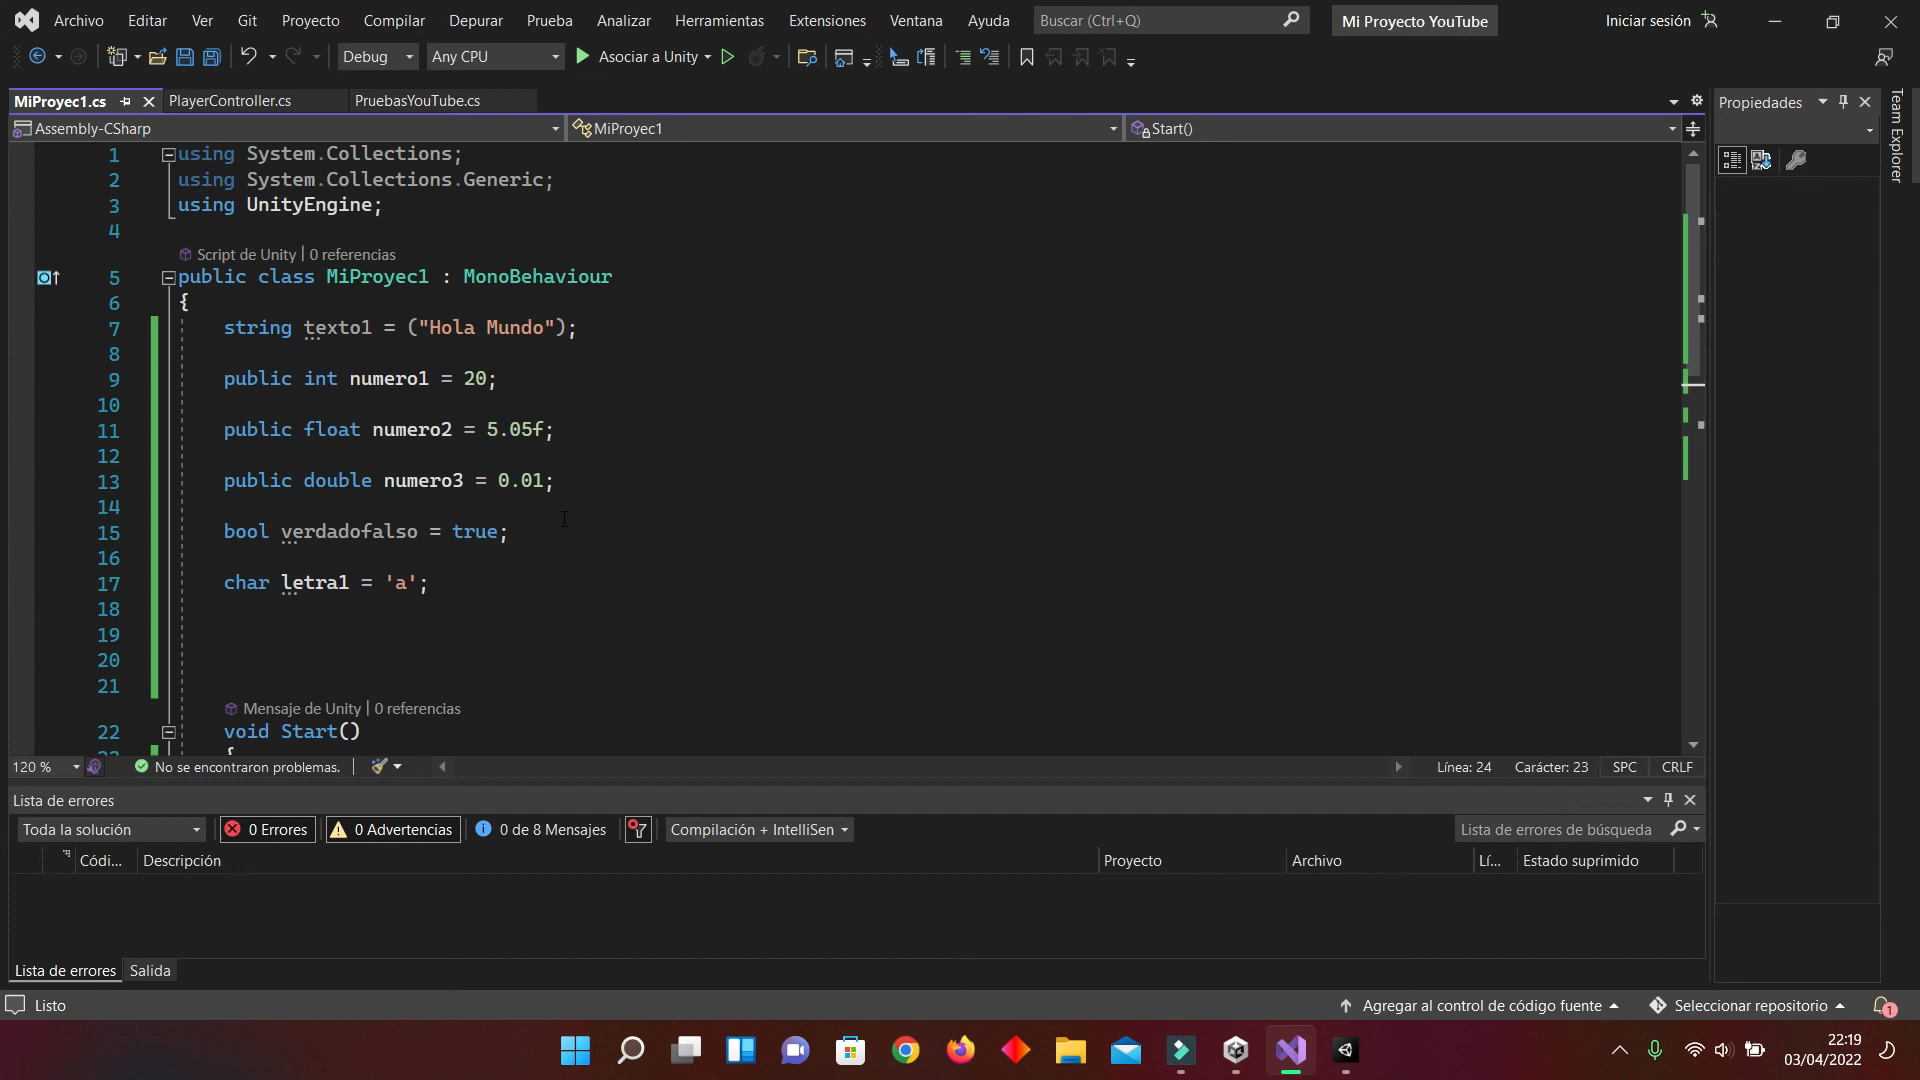 Archivo Editar Ver Git Proyecto Compilar Depurar Prueba Analizar Herramientas Extensiones Ventana Ayuda Buscar (Ctrl+Q) Mi Proyecto YouTube Iniciar sesión
Debug Any CPU Asociar a Unity
MiProyec1.cs PlayerController.cs PruebasYouTube.cs
Assembly-CSharp MiProyec1 Start()
1 using System.Collections;
2 using System.Collections.Generic;
3 using UnityEngine;
4
Script de Unity | 0 referencias
5 public class MiProyec1 : MonoBehaviour
6 {
7 string texto1 = ("Hola Mundo");
8
9 public int numero1 = 20;
10
11 public float numero2 = 5.05f;
12
13 public double numero3 = 0.01;
14
15 bool verdadofalso = true;
16
17 char letra1 = 'a';
18
19
20
21
Mensaje de Unity | 0 referencias
22 void Start()
23 {
120 % No se encontraron problemas. Línea: 24 Carácter: 23 SPC CRLF
Lista de errores
Toda la solución 0 Errores 0 Advertencias 0 de 8 Mensajes Compilación + IntelliSen Lista de errores de búsqueda
Códi... Descripción Proyecto Archivo Lí... Estado suprimido
Lista de errores Salida
Listo Agregar al control de código fuente Seleccionar repositorio 1
Propiedades
Team Explorer
22:19
03/04/2022